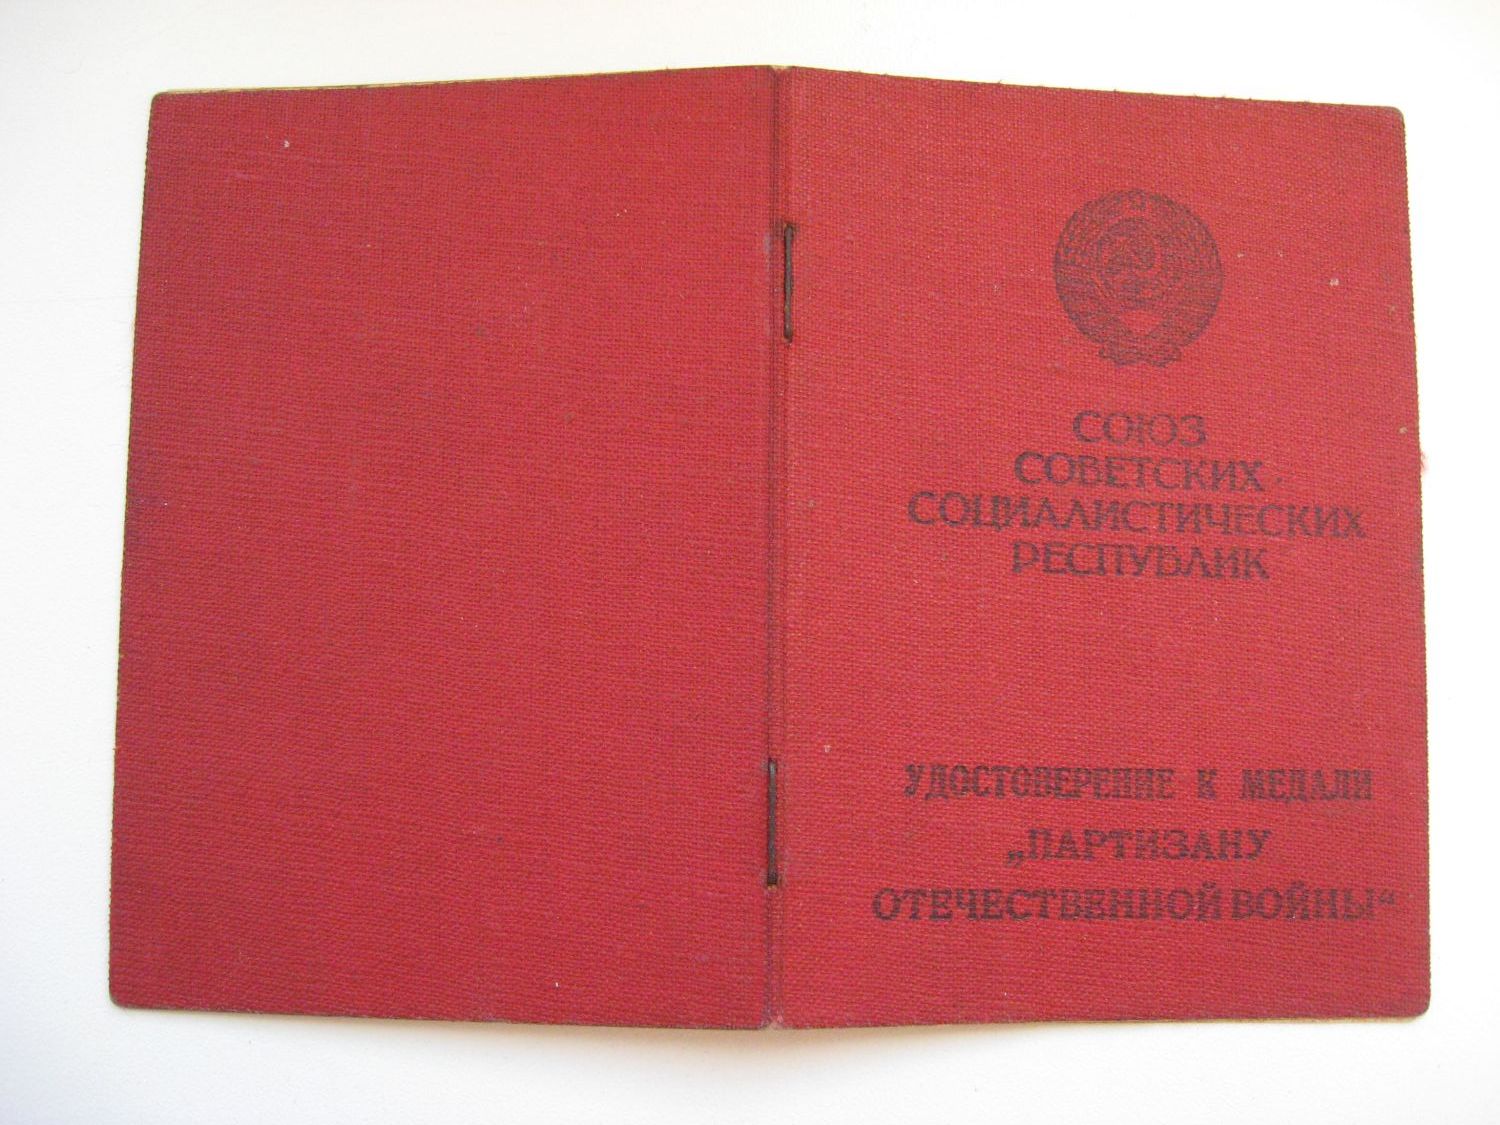 СОЮЗ
СОВЕТСКИХ
СОЦИАЛИСТИЧЕСКИХ
РЕСПУБЛИК
УДОСТОВЕРЕНИЕ К МЕДАЛИ
„ПАРТИЗАНУ
ОТЕЧЕСТВЕННОЙ ВОЙНЫ“